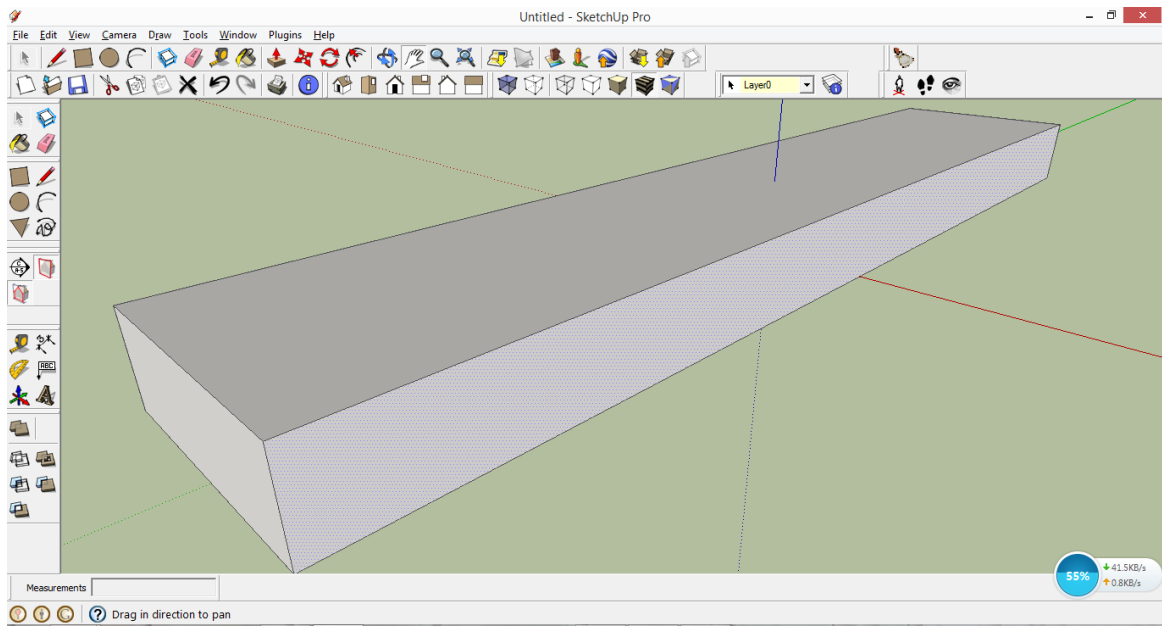 Untitled - SketchUp Pro
File Edit View Camera Draw Tools Window Plugins Help
Layer0
ABC
Measurements
55%
41.5KB/s
0.8KB/s
Drag in direction to pan